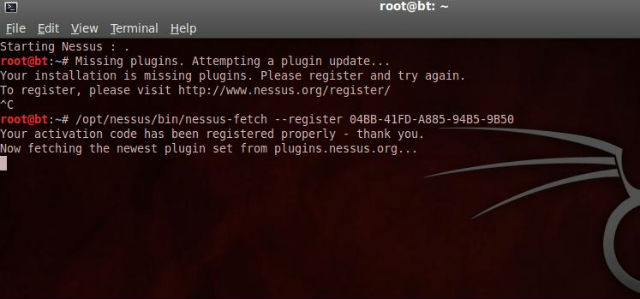 root@bt: ~
File Edit View Terminal Help
Starting Nessus : .
root@bt:~# Missing plugins. Attempting a plugin update...
Your installation is missing plugins. Please register and try again.
To register, please visit http://www.nessus.org/register/
^C
root@bt:~# /opt/nessus/bin/nessus-fetch --register 04BB-41FD-A885-94B5-9B50
Your activation code has been registered properly - thank you.
Now fetching the newest plugin set from plugins.nessus.org...